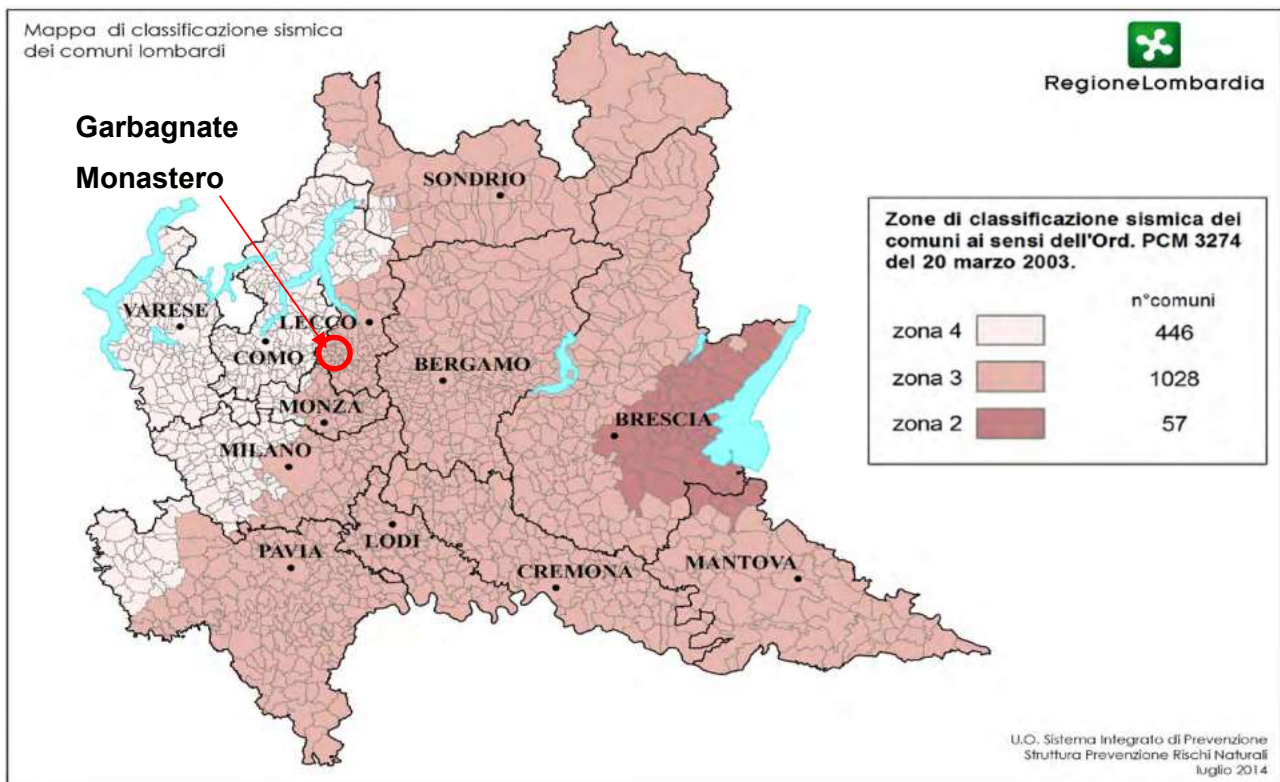 Mappa di classificazione sismica
dei comuni lombardi
RegioneLombardia
Garbagnate
Monastero
SONDRIO
VARESE
LECCO
COMO
BERGAMO
MONZA
BRESCIA
MILANO
PAVIA
LODI
CREMONA
MANTOVA
Zone di classificazione sismica dei
comuni ai sensi dell'Ord. PCM 3274
del 20 marzo 2003.
n°comuni
zona 4 446
zona 3 1028
zona 2 57
U.O. Sistema Integrato di Prevenzione
Struttura Prevenzione Rischi Naturali
luglio 2014